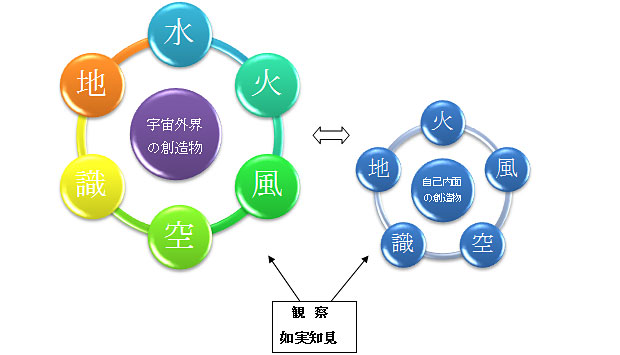 水
火
風
空
識
地
宇宙外界
の創造物
火
風
空
識
地
自己内面
の創造物
観 察
如実知見